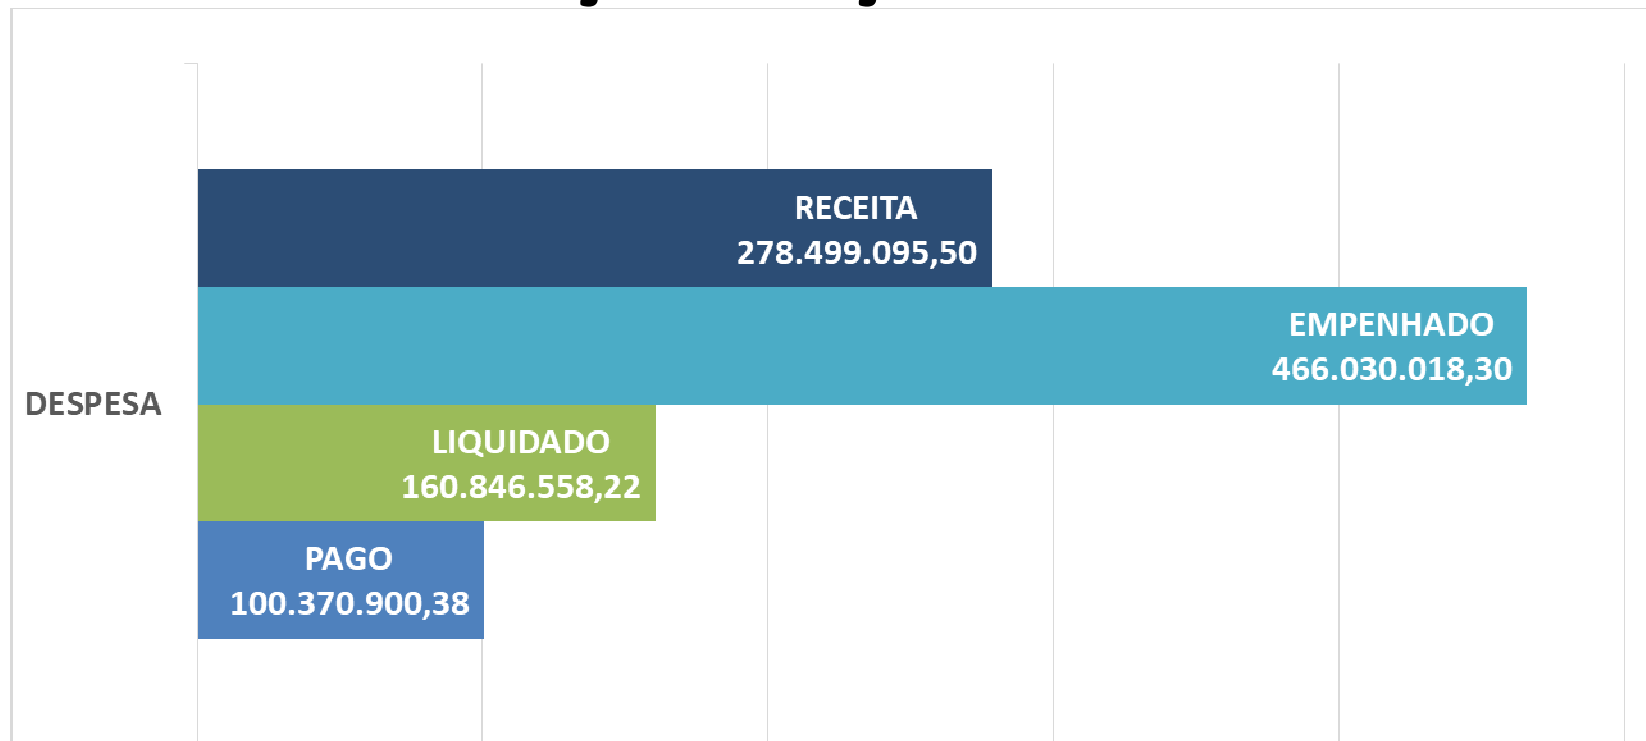 RECEITA
278.499.095,50
EMPENHADO
466.030.018,30
DESPESA
LIQUIDADO
160.846.558,22
PAGO
100.370.900,38